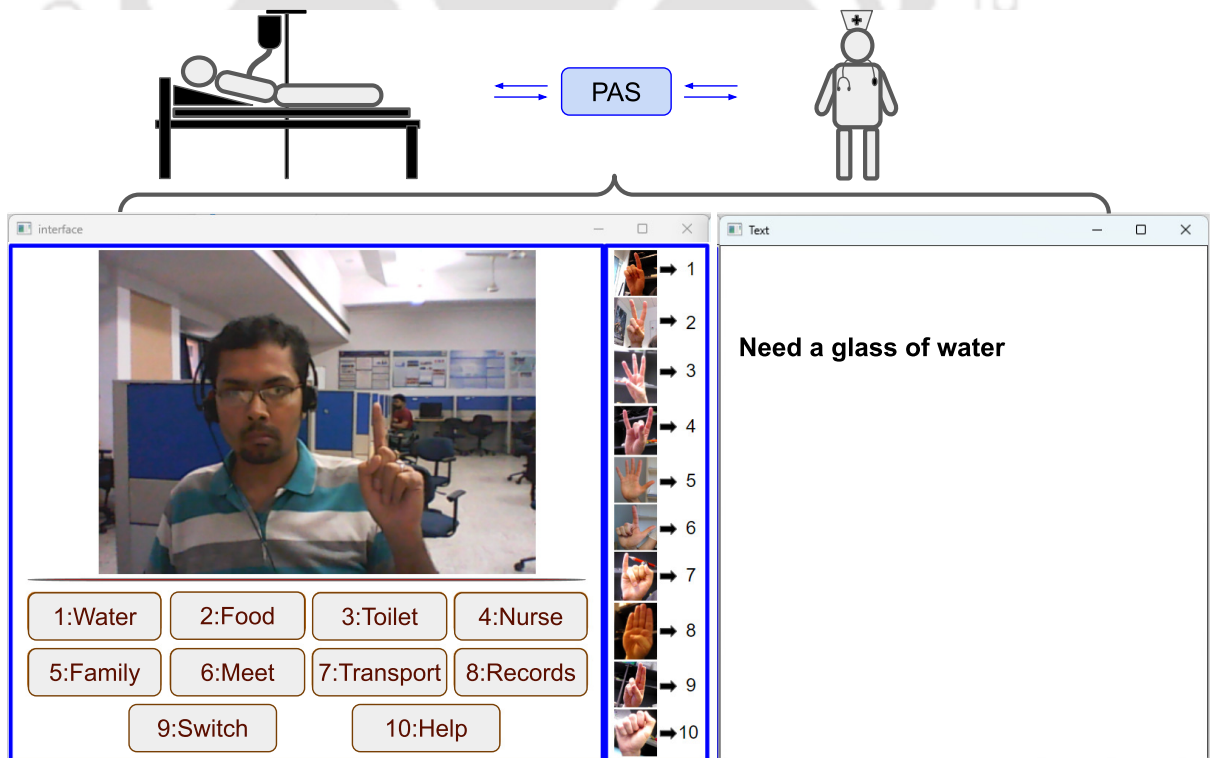 PAS
interface
1
2
3
4
5
6
7
8
9
10
1:Water 2:Food 3:Toilet 4:Nurse
5:Family 6:Meet 7:Transport 8:Records
9:Switch 10:Help
Text
Need a glass of water